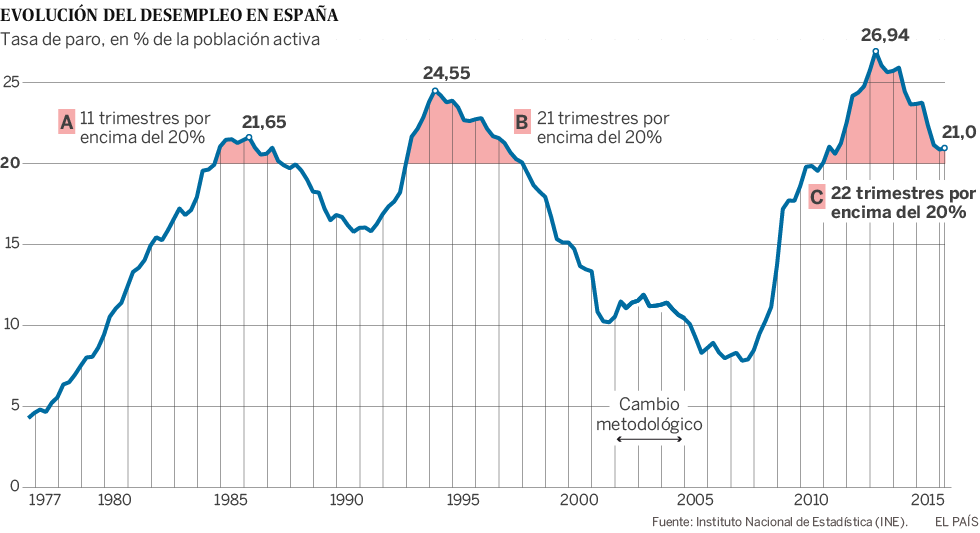 EVOLUCIÓN DEL DESEMPLEO EN ESPAÑA
Tasa de paro, en % de la población activa
26,94
24,55
25
A 11 trimestres por
encima del 20%
21,65
B 21 trimestres por
encima del 20%
21,0
20
C 22 trimestres por
encima del 20%
15
10
5
Cambio
metodológico
0
1977 1980 1985 1990 1995 2000 2005 2010 2015
Fuente: Instituto Nacional de Estadística (INE). EL PAÍS